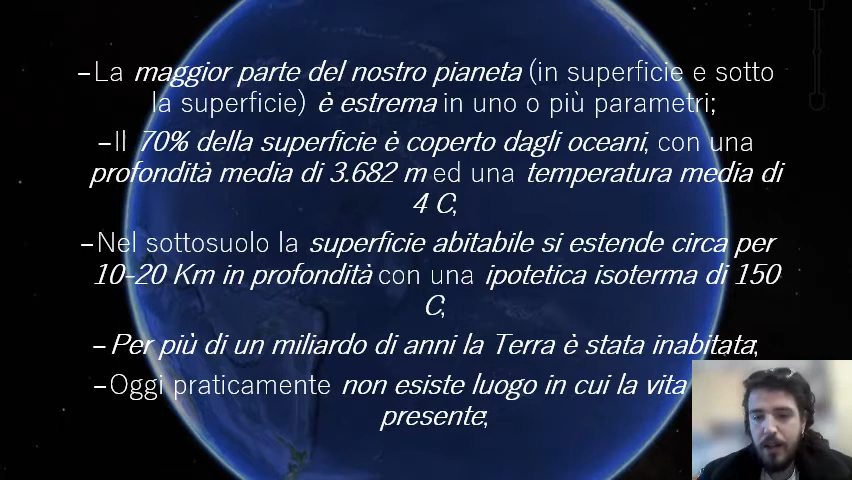 –La maggior parte del nostro pianeta (in superficie e sotto
la superficie) è estrema in uno o più parametri;
–Il 70% della superficie è coperto dagli oceani, con una
profondità media di 3.682 m ed una temperatura media di
4 C;
–Nel sottosuolo la superficie abitabile si estende circa per
10-20 Km in profondità con una ipotetica isoterma di 150
C;
–Per più di un miliardo di anni la Terra è stata inabitata;
–Oggi praticamente non esiste luogo in cui la vita
presente;